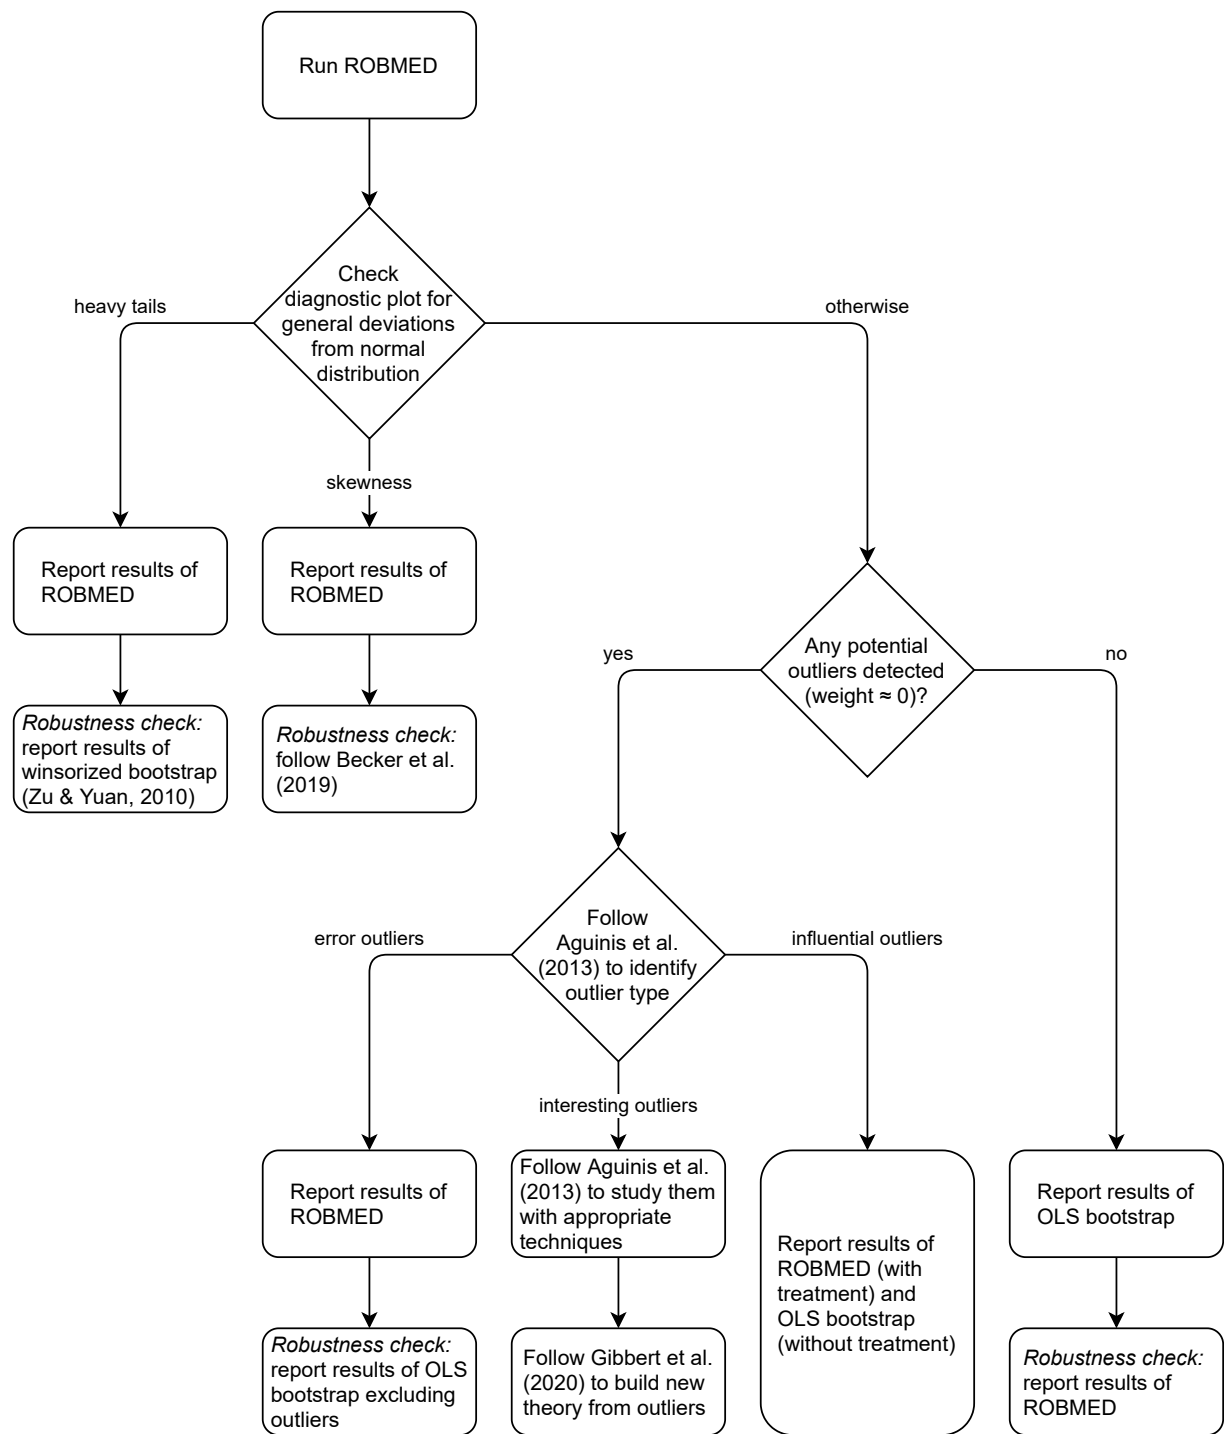 Run ROBMED
Check
diagnostic plot for
general deviations
from normal
distribution
heavy tails
otherwise
skewness
Report results of
ROBMED
Report results of
ROBMED
Robustness check:
report results of
winsorized bootstrap
(Zu & Yuan, 2010)
Robustness check:
follow Becker et al.
(2019)
Any potential
outliers detected
(weight ≈ 0)?
yes
no
Follow
Aguinis et al.
(2013) to identify
outlier type
error outliers
influential outliers
interesting outliers
Report results of
ROBMED
Follow Aguinis et al.
(2013) to study them
with appropriate
techniques
Report results of
ROBMED (with
treatment) and
OLS bootstrap
(without treatment)
Report results of
OLS bootstrap
Robustness check:
report results of OLS
bootstrap excluding
outliers
Follow Gibbert et al.
(2020) to build new
theory from outliers
Robustness check:
report results of
ROBMED